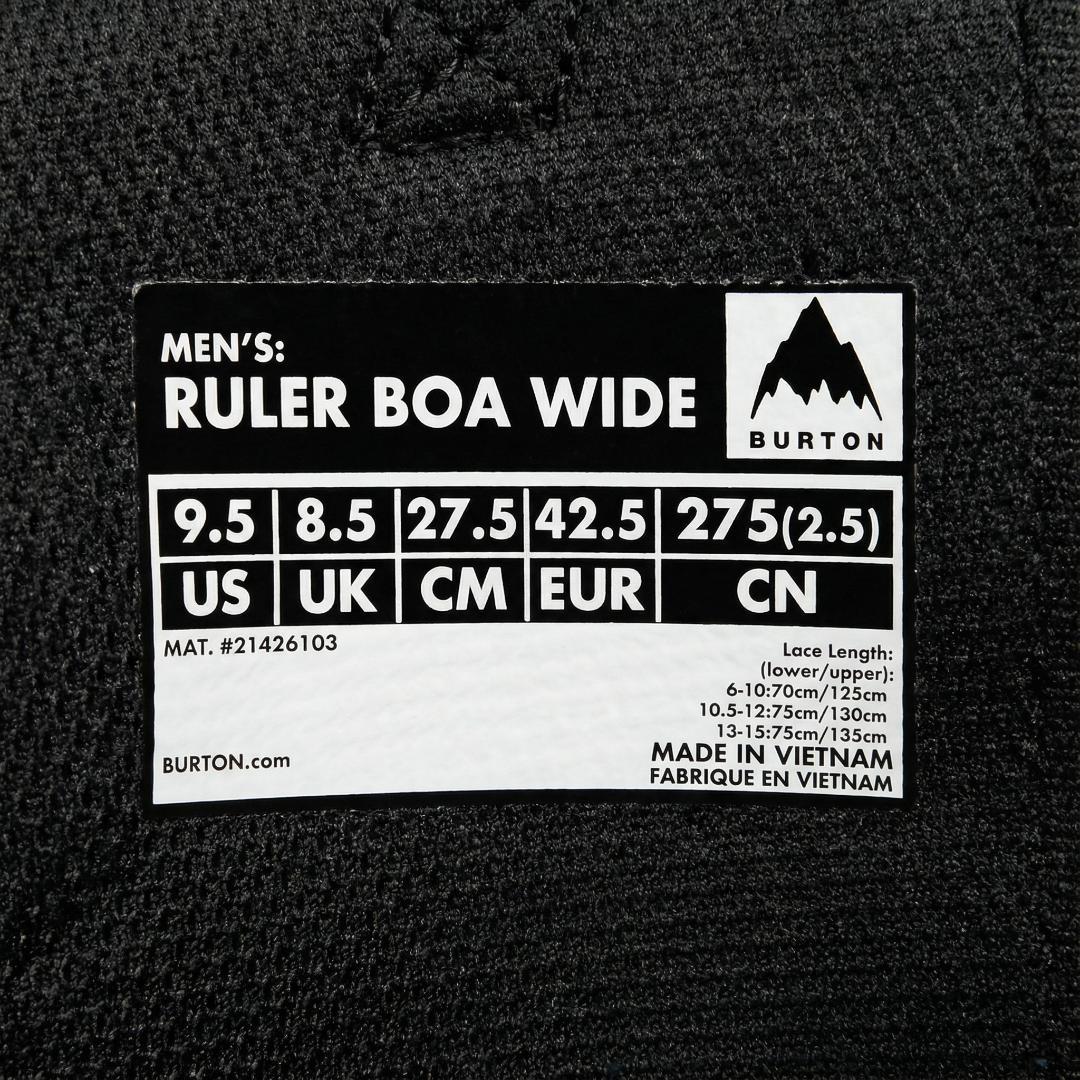 MEN'S:
RULER BOA WIDE
BURTON
9.5 8.5 27.5 42.5 275(2.5)
US UK CM EUR CN
MAT. #21426103
Lace Length:
(lower/upper):
6-10:70cm/125cm
10.5-12:75cm/130cm
13-15:75cm/135cm
BURTON.com
MADE IN VIETNAM
FABRIQUE EN VIETNAM